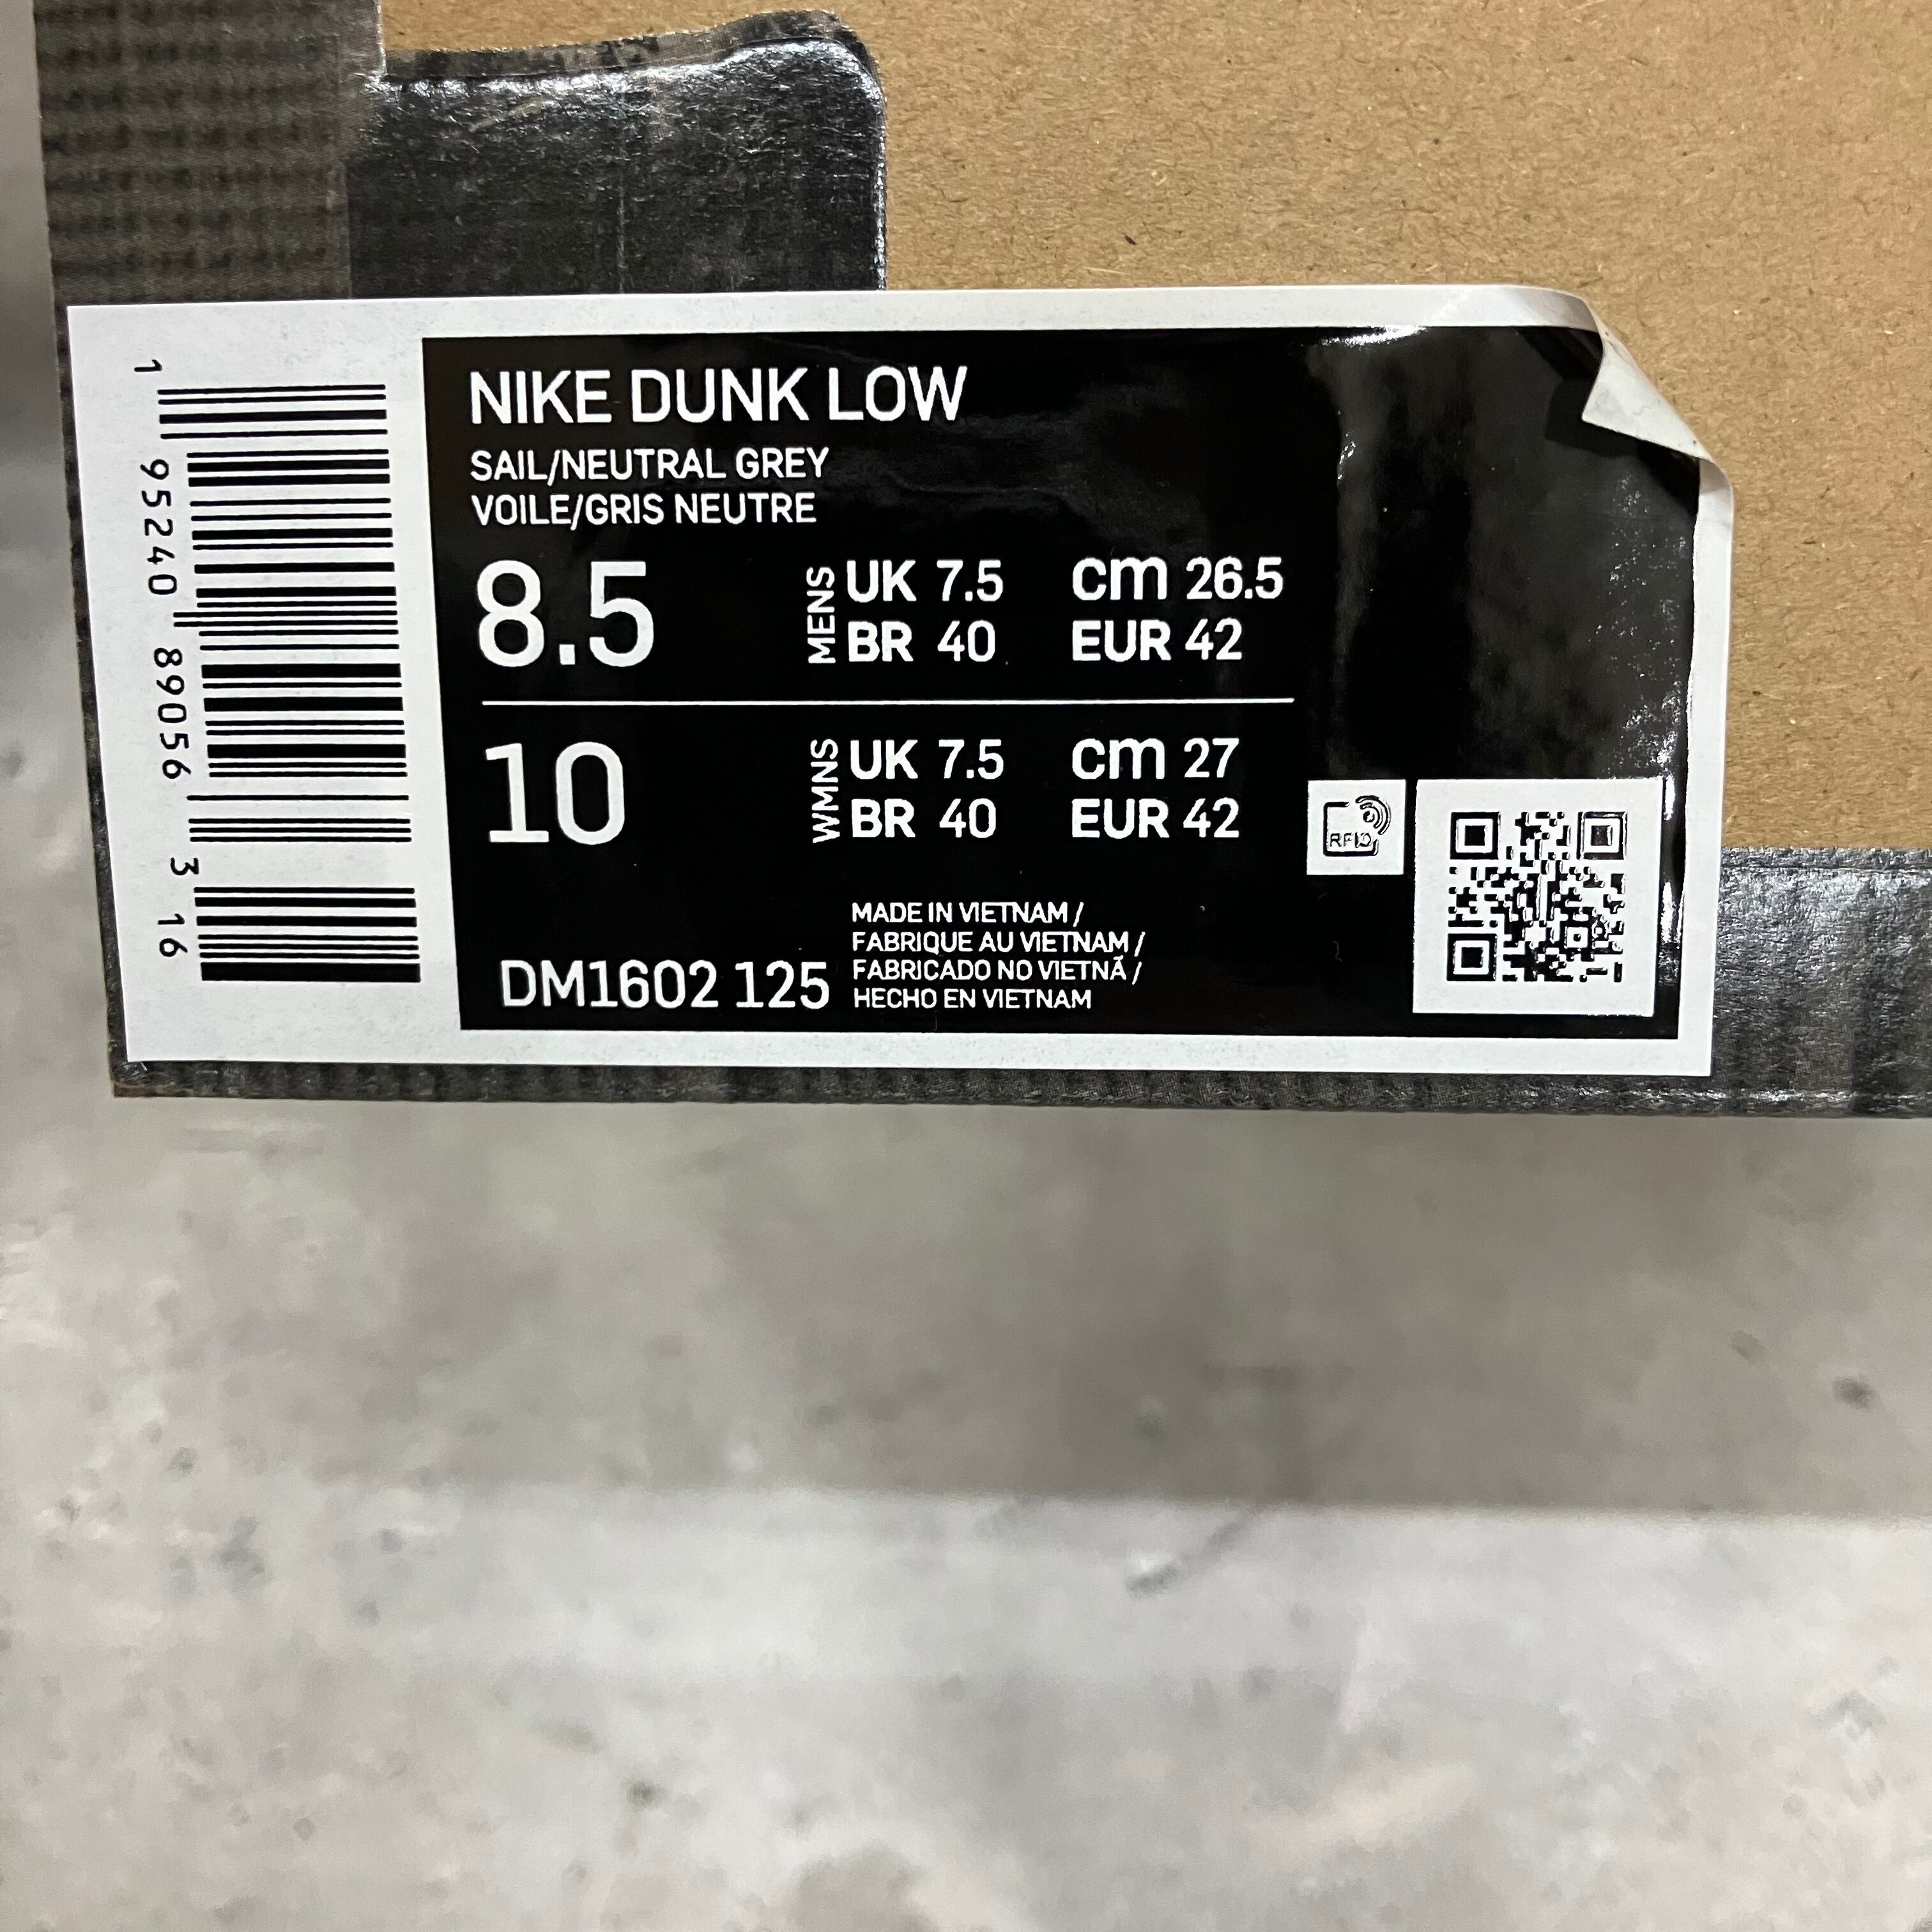 1 95240 89056 3 16
NIKE DUNK LOW
SAIL/NEUTRAL GREY
VOILE/GRIS NEUTRE
8.5 MENS UK 7.5 cm 26.5
BR 40 EUR 42
10 WMNS UK 7.5 cm 27
BR 40 EUR 42
RFID
MADE IN VIETNAM /
FABRIQUE AU VIETNAM /
FABRICADO NO VIETNÃ /
HECHO EN VIETNAM
DM1602 125